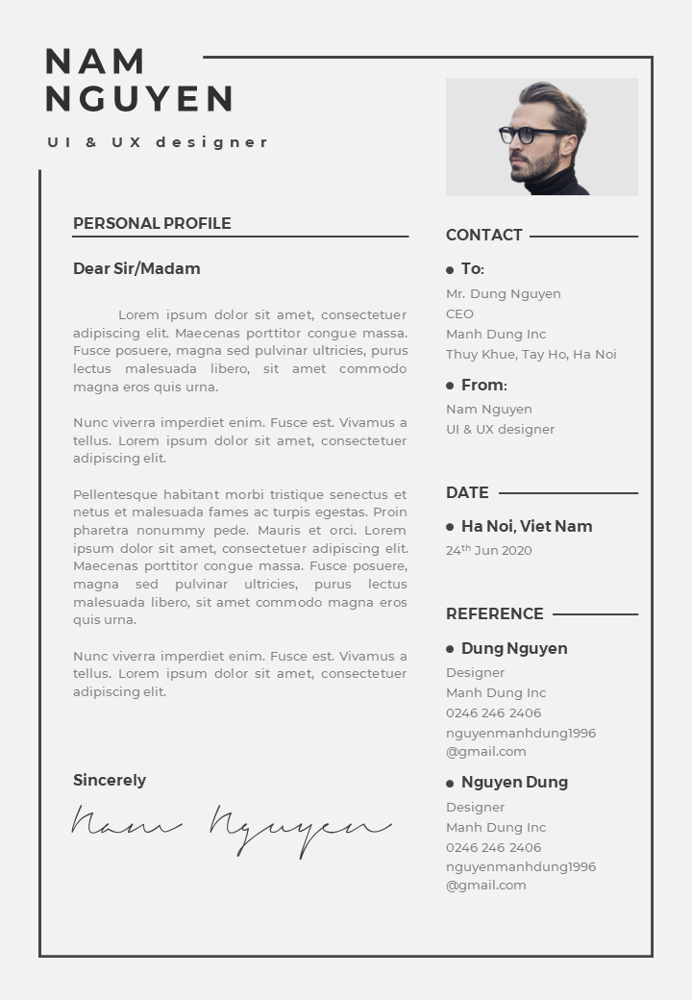 NAM
NGUYEN
UI & UX designer
PERSONAL PROFILE
Dear Sir/Madam
Lorem ipsum dolor sit amet, consectetuer
adipiscing elit. Maecenas porttitor congue massa.
Fusce posuere, magna sed pulvinar ultricies, purus
lectus malesuada libero, sit amet commodo
magna eros quis urna.
Nunc viverra imperdiet enim. Fusce est. Vivamus a
tellus. Lorem ipsum dolor sit amet, consectetuer
adipiscing elit.
Pellentesque habitant morbi tristique senectus et
netus et malesuada fames ac turpis egestas. Proin
pharetra nonummy pede. Mauris et orci. Lorem
ipsum dolor sit amet, consectetuer adipiscing elit.
Maecenas porttitor congue massa. Fusce posuere,
magna sed pulvinar ultricies, purus lectus
malesuada libero, sit amet commodo magna eros
quis urna.
Nunc viverra imperdiet enim. Fusce est. Vivamus a
tellus. Lorem ipsum dolor sit amet, consectetuer
adipiscing elit.
Sincerely
Nam Nguyen
CONTACT
To:
Mr. Dung Nguyen
CEO
Manh Dung Inc
Thuy Khue, Tay Ho, Ha Noi
From:
Nam Nguyen
UI & UX designer
DATE
Ha Noi, Viet Nam
24th Jun 2020
REFERENCE
Dung Nguyen
Designer
Manh Dung Inc
0246 246 2406
nguyenmanhdung1996
@gmail.com
Nguyen Dung
Designer
Manh Dung Inc
0246 246 2406
nguyenmanhdung1996
@gmail.com